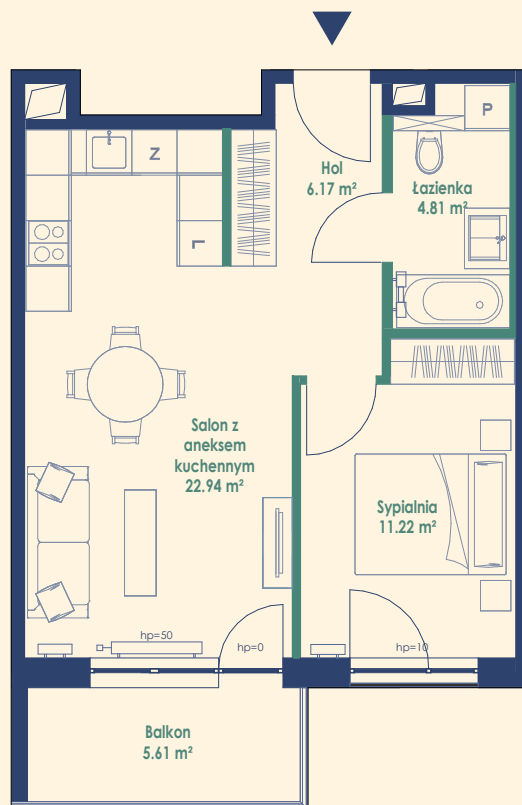 P
Z
Hol
6.17 m²
Łazienka
4.81 m²
L
Salon z
aneksem
kuchennym
22.94 m²
Sypialnia
11.22 m²
hp=50
hp=0
hp=10
Balkon
5.61 m²